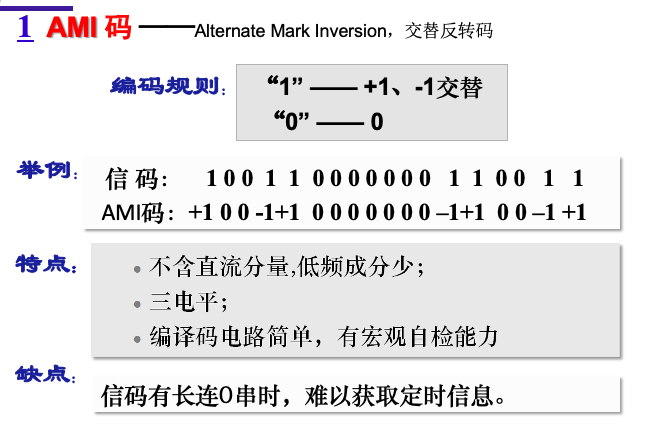 1 AMI 码 ——Alternate Mark Inversion，交替反转码
编码规则：
“1” —— +1、-1交替
“0” —— 0
举例：
信 码： 1 0 0 1 1 0 0 0 0 0 0 0 1 1 0 0 1 1
AMI码：+1 0 0 -1+1 0 0 0 0 0 0 0 –1+1 0 0 –1 +1
特点：
• 不含直流分量,低频成分少；
• 三电平；
• 编译码电路简单，有宏观自检能力
缺点：
信码有长连0串时，难以获取定时信息。